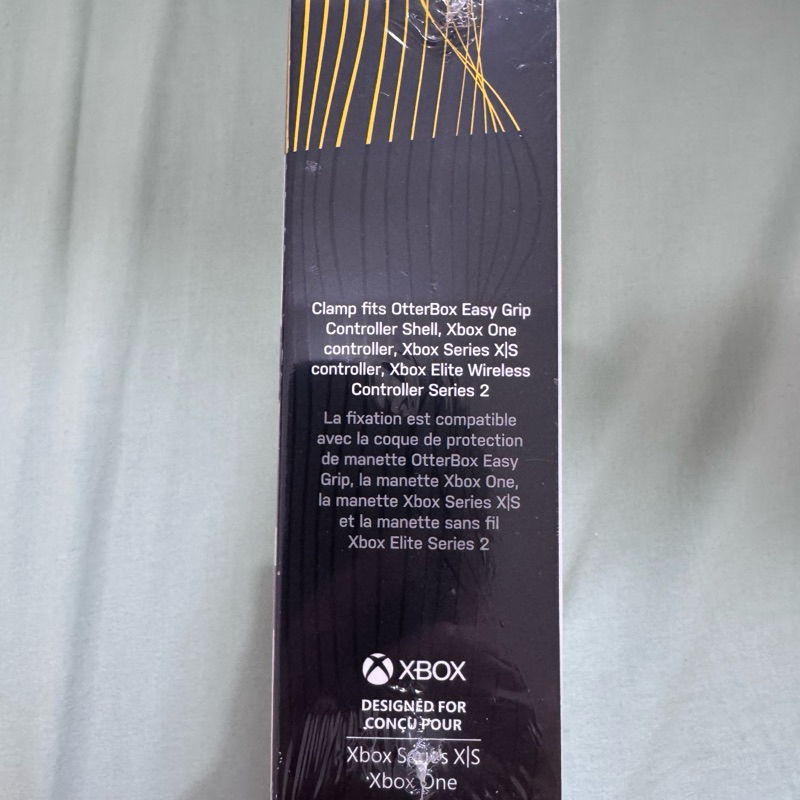 Clamp fits OtterBox Easy Grip
Controller Shell, Xbox One
controller, Xbox Series X|S
controller, Xbox Elite Wireless
Controller Series 2
La fixation est compatible
avec la coque de protection
de manette OtterBox Easy
Grip, la manette Xbox One,
la manette Xbox Series X|S
et la manette sans fil
Xbox Elite Series 2
XBOX
DESIGNED FOR
CONÇU POUR
Xbox Series X|S
Xbox One